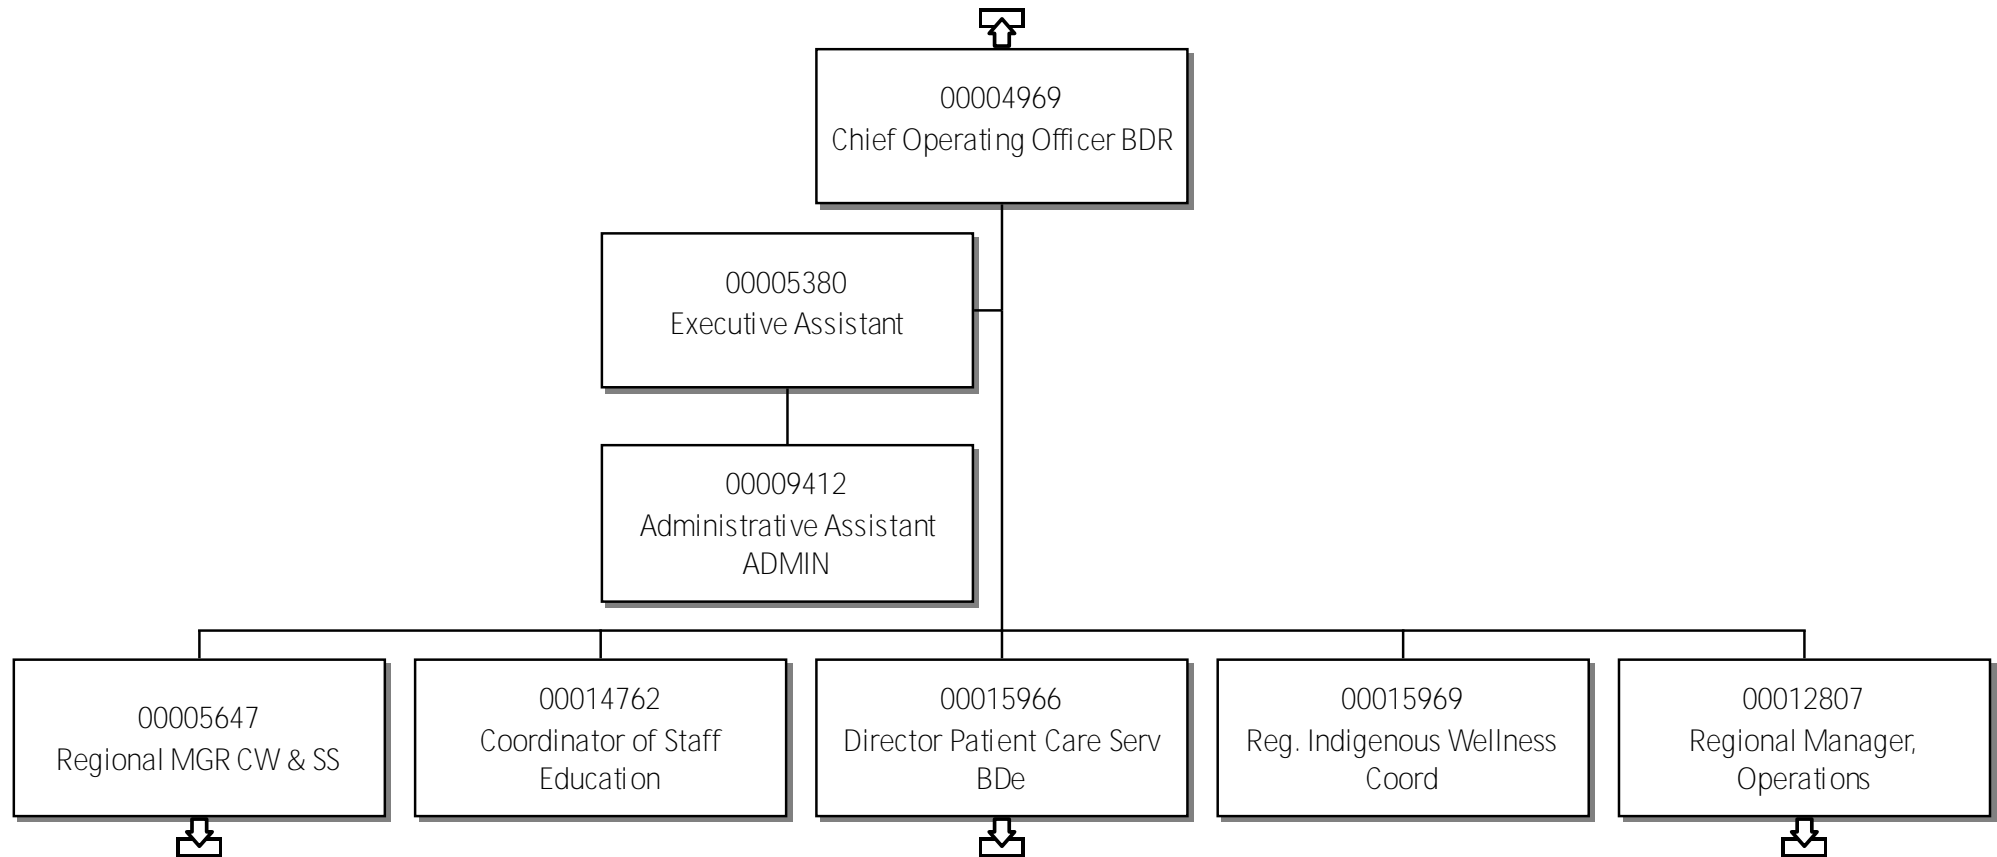 00004969
Chief Operating Officer BDR
00005380
Executive Assistant
00009412
Administrative Assistant
ADMIN
00005647
Regional MGR CW & SS
00014762
Coordinator of Staff
Education
00015966
Director Patient Care Serv
BDe
00015969
Reg. Indigenous Wellness
Coord
00012807
Regional Manager,
Operations